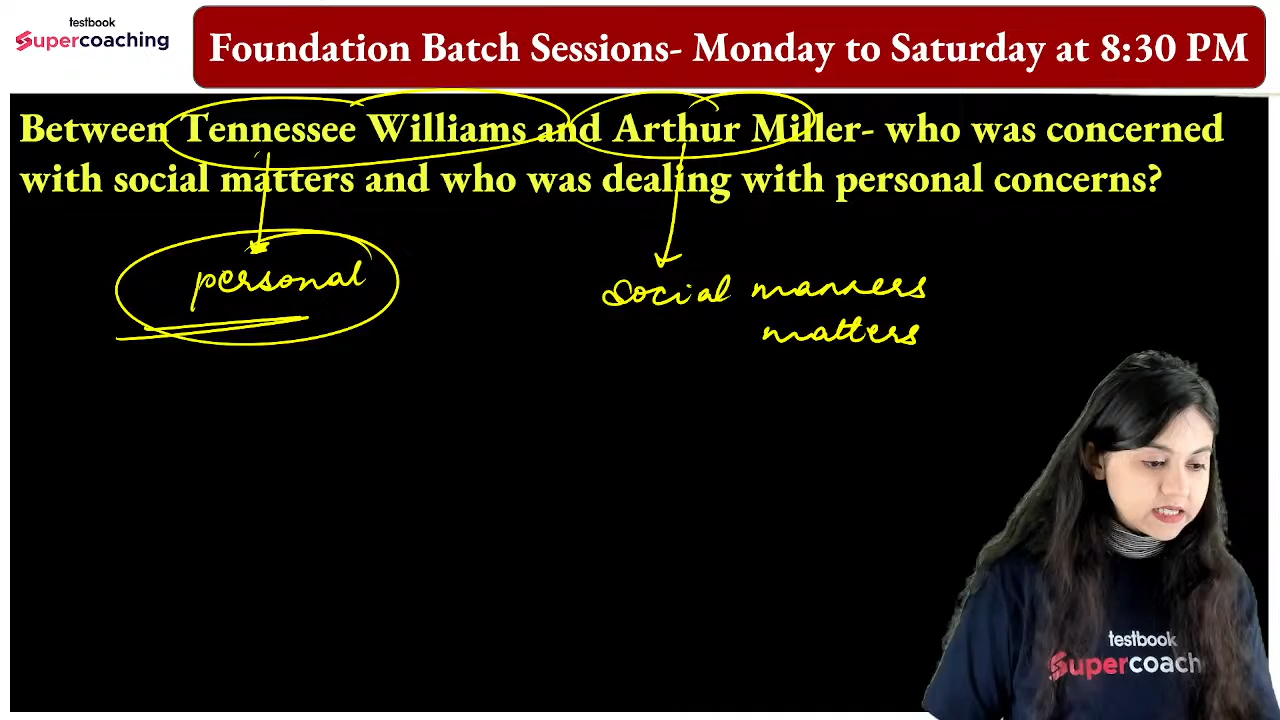 testbook
Supercoaching
Foundation Batch Sessions- Monday to Saturday at 8:30 PM
Between Tennessee Williams and Arthur Miller- who was concerned
with social matters and who was dealing with personal concerns?
personal
social manners
matters
testbook
Supercoach